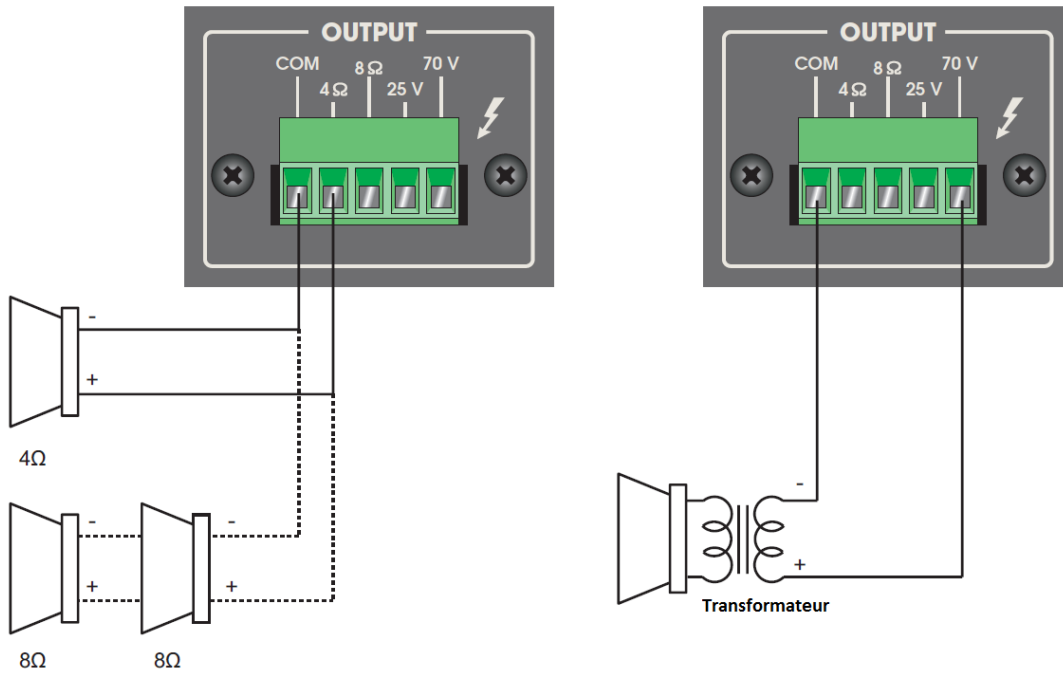 OUTPUT
COM 4Ω 8Ω 25 V 70 V
-
+
4Ω
- -
+ +
8Ω 8Ω
OUTPUT
COM 4Ω 8Ω 25 V 70 V
-
+
Transformateur